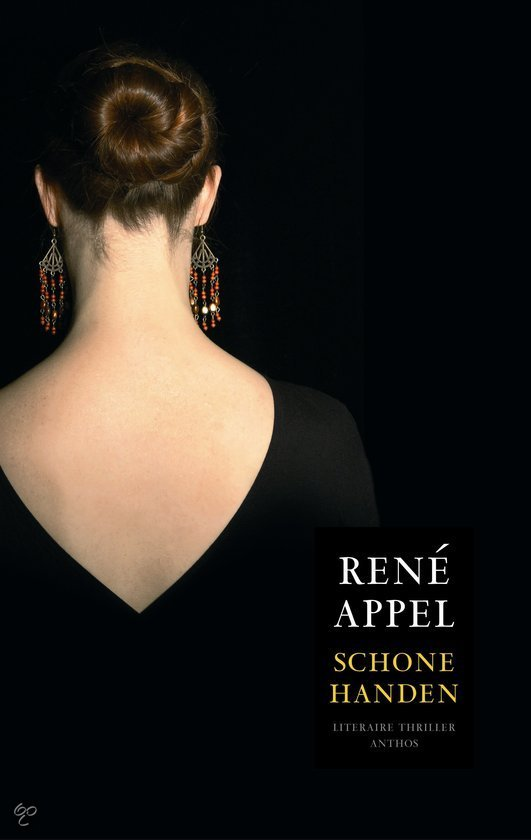 RENÉ
APPEL
SCHONE
HANDEN
LITERAIRE THRILLER
ANTHOS